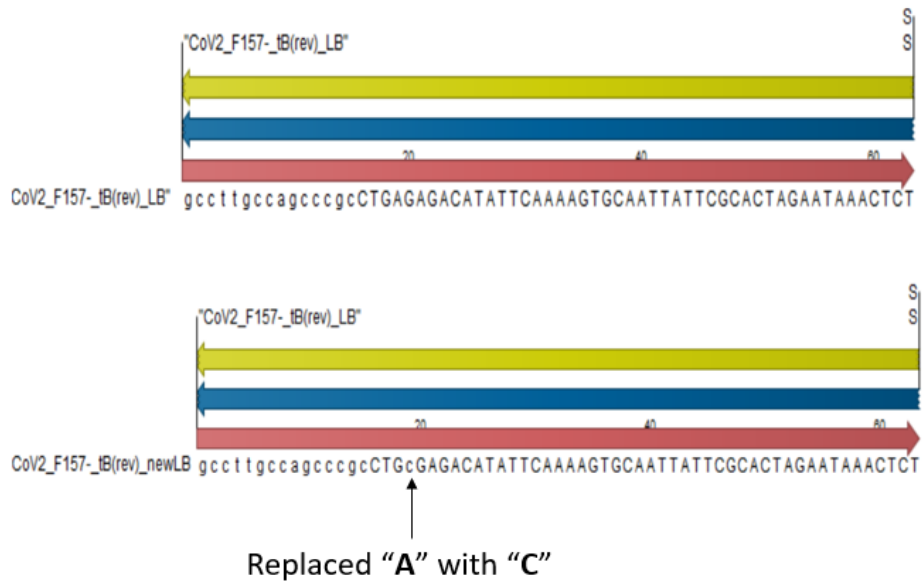 S
S
"CoV2_F157-_tB(rev)_LB"
20 40 60
CoV2_F157-_tB(rev)_LB" gccttgccagcccgcCTGAGAGACATATTCAAAAGTGCAATTATTCGCACTAGAATAAACTCT
S
S
"CoV2_F157-_tB(rev)_LB"
20 40 60
CoV2_F157-_tB(rev)_newLB gccttgccagcccgcCTGcGAGACATATTCAAAAGTGCAATTATTCGCACTAGAATAAACTCT
Replaced “A” with “C”